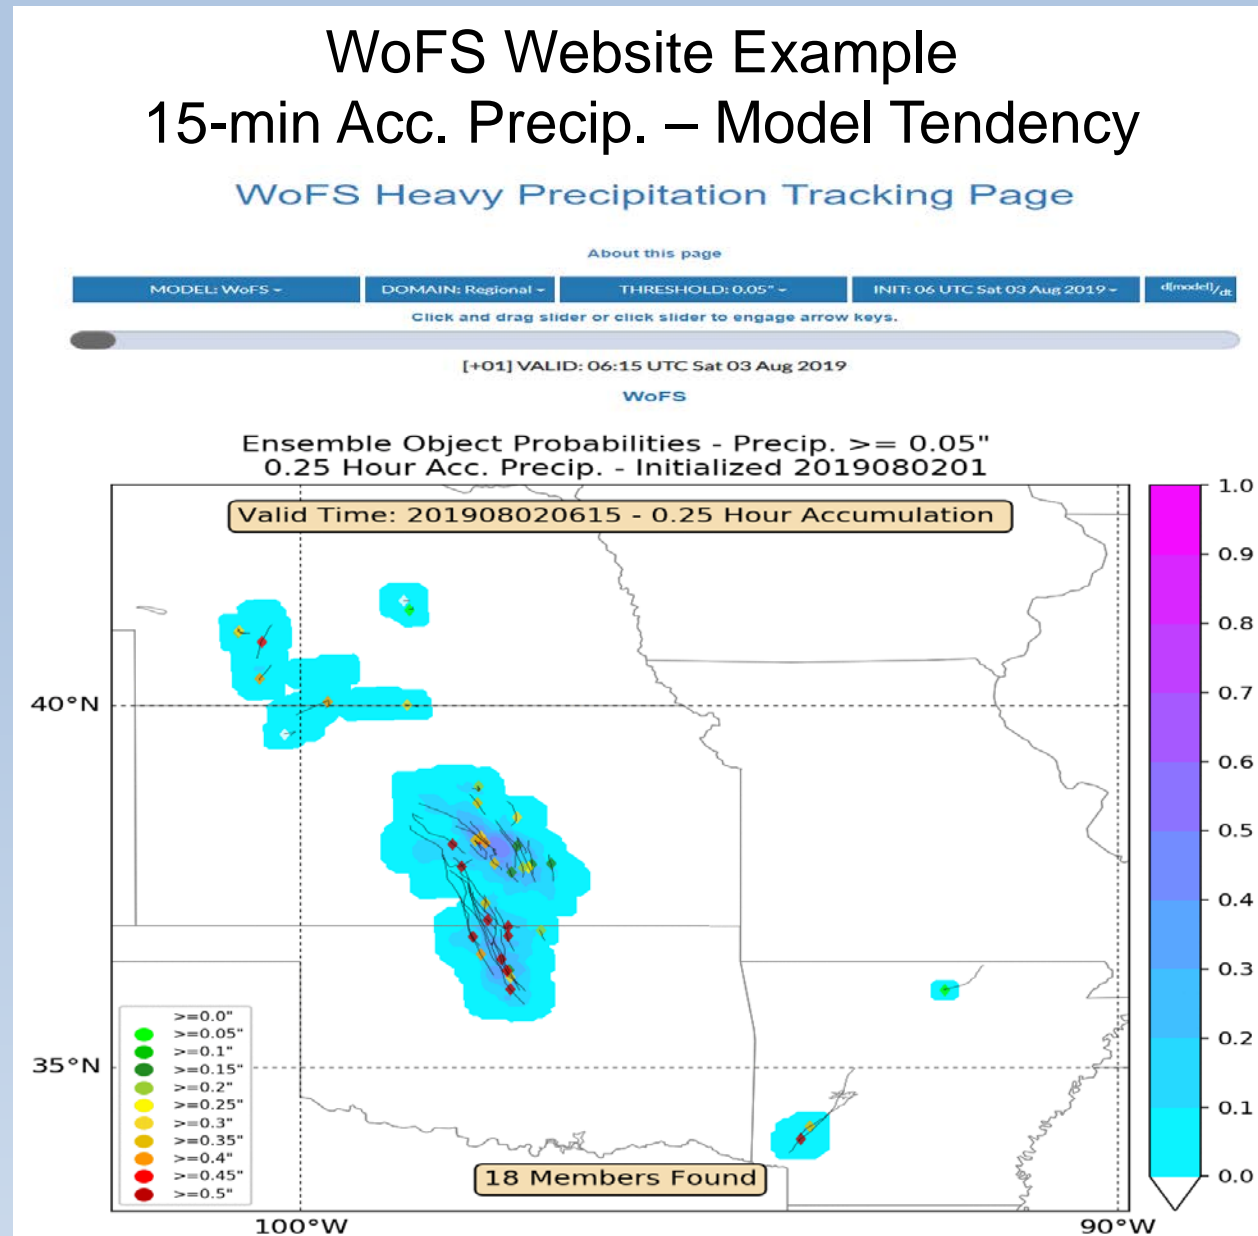 WoFS Website Example
15-min Acc. Precip. – Model Tendency
WoFS Heavy Precipitation Tracking Page
About this page
MODEL: WoFS
DOMAIN: Regional
THRESHOLD: 0.05"
INIT: 06 UTC Sat 03 Aug 2019
d[model]/dt
Click and drag slider or click slider to engage arrow keys.
[+01] VALID: 06:15 UTC Sat 03 Aug 2019
WoFS
Ensemble Object Probabilities - Precip. >= 0.05"
0.25 Hour Acc. Precip. - Initialized 2019080201
Valid Time: 201908020615 - 0.25 Hour Accumulation
40°N
35°N
>=0.0"
>=0.05"
>=0.1"
>=0.15"
>=0.2"
>=0.25"
>=0.3"
>=0.35"
>=0.4"
>=0.45"
>=0.5"
18 Members Found
100°W
90°W
1.0
0.9
0.8
0.7
0.6
0.5
0.4
0.3
0.2
0.1
0.0